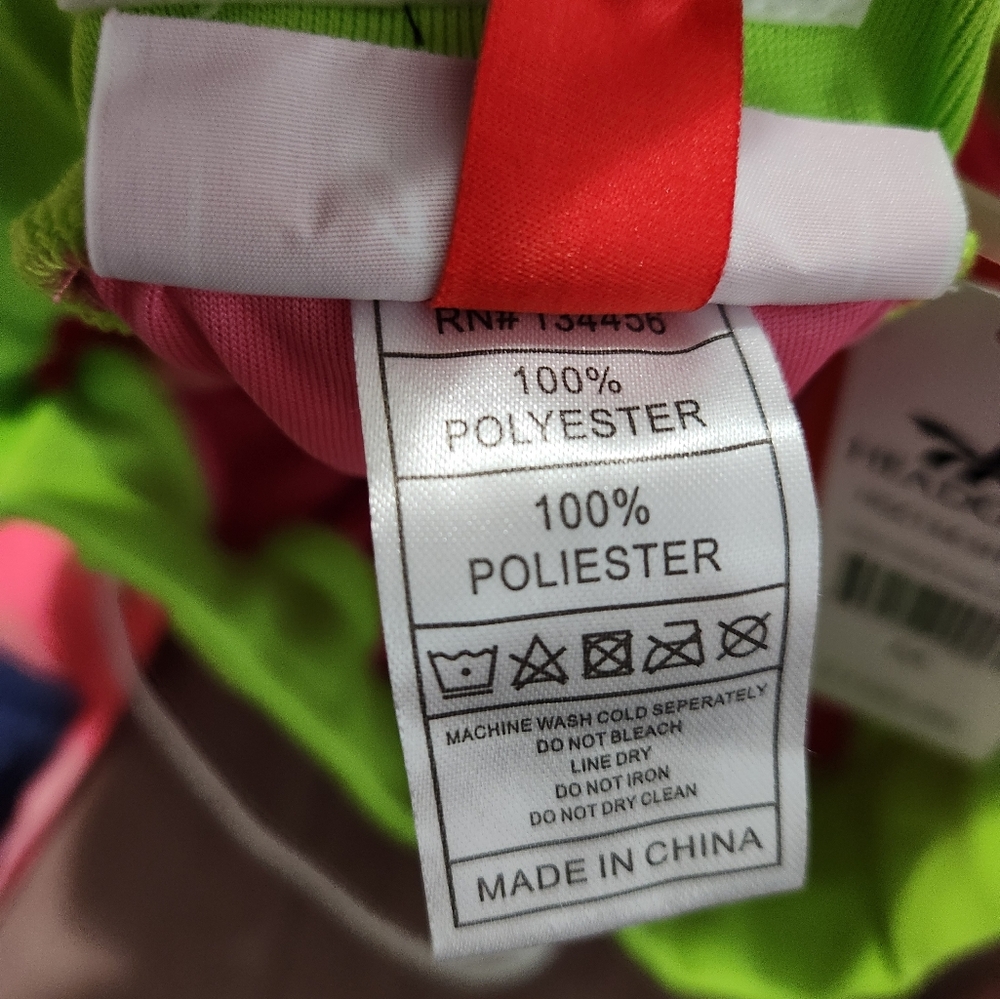 RN# 134456
100%
POLYESTER
100%
POLIESTER
MACHINE WASH COLD SEPERATELY
DO NOT BLEACH
LINE DRY
DO NOT IRON
DO NOT DRY CLEAN
MADE IN CHINA